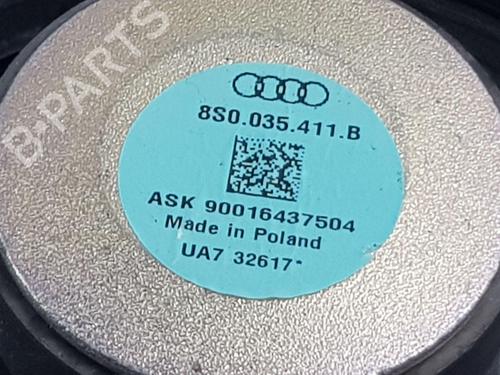 B-PARTS
8S0.035.411.B
ASK 90016437504
Made in Poland
UA7 32617*